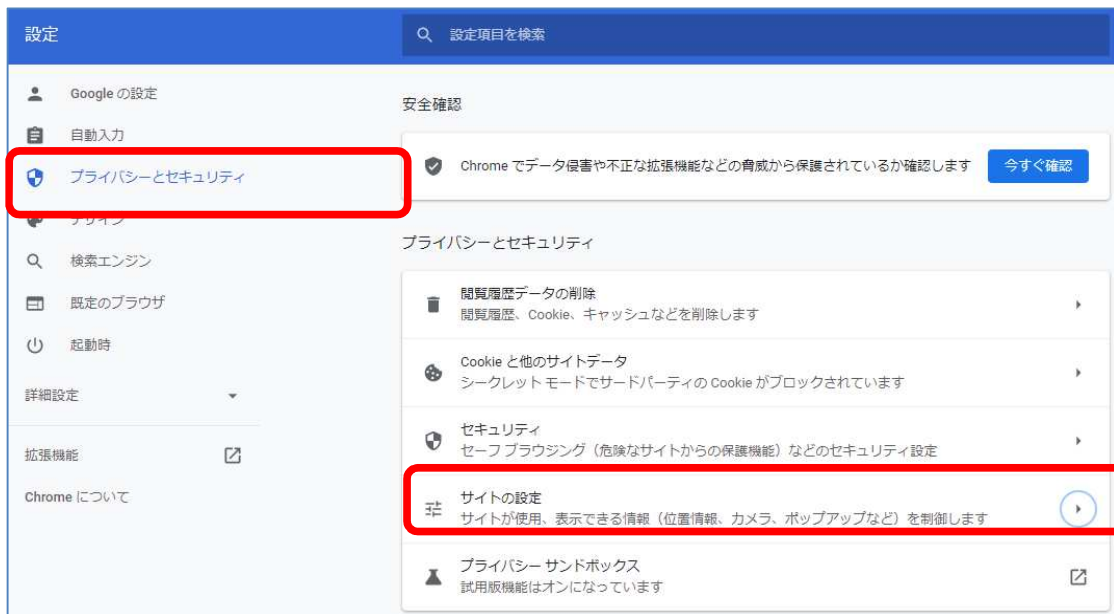 設定
設定項目を検索
Google の設定
自動入力
プライバシーとセキュリティ
デザイン
検索エンジン
既定のブラウザ
起動時
詳細設定
拡張機能
Chrome について
安全確認
Chrome でデータ侵害や不正な拡張機能などの脅威から保護されているか確認します
今すぐ確認
プライバシーとセキュリティ
閲覧履歴データの削除
閲覧履歴、Cookie、キャッシュなどを削除します
Cookie と他のサイトデータ
シークレット モードでサードパーティの Cookie がブロックされています
セキュリティ
セーフ ブラウジング（危険なサイトからの保護機能）などのセキュリティ設定
サイトの設定
サイトが使用、表示できる情報（位置情報、カメラ、ポップアップなど）を制御します
プライバシー サンドボックス
試用版機能はオンになっています